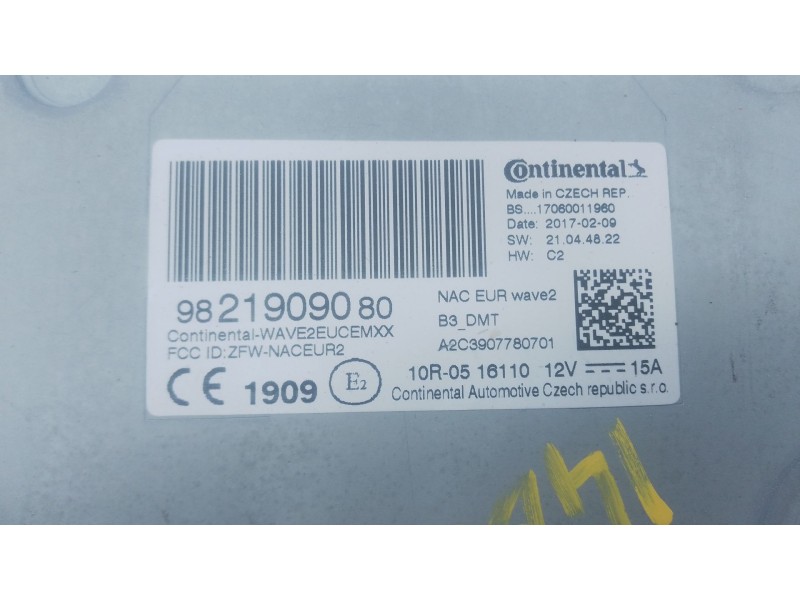 Continental
Made in CZECH REP.
BS....17060011960
Date: 2017-02-09
SW: 21.04.48.22
HW: C2
98 219090 80
NAC EUR wave2
Continental-WAVE2EUCEMXX
B3_DMT
FCC ID:ZFW-NACEUR2
A2C3907780701
CE 1909 E2
10R-05 16110 12V 15A
Continental Automotive Czech republic s.r.o.